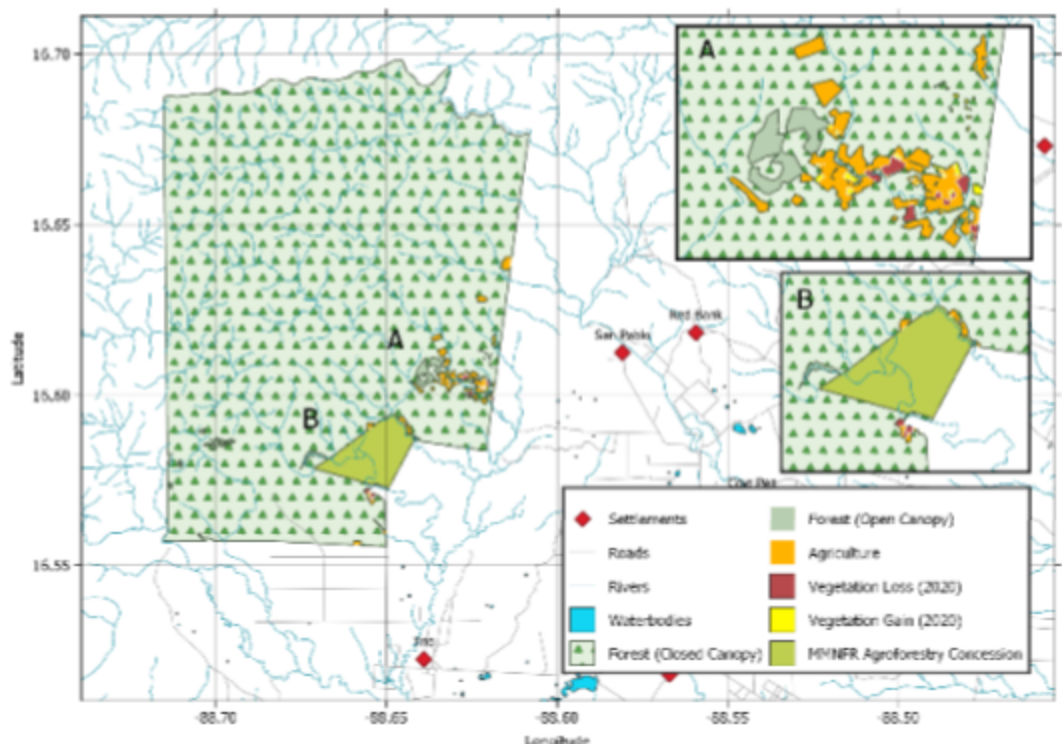 16.70
16.65
16.60
16.55
Latitude
A
B
A
B
San Pablo
Red Bank
Settlements
Roads
Rivers
Waterbodies
Forest (Closed Canopy)
Forest (Open Canopy)
Agriculture
Vegetation Loss (2020)
Vegetation Gain (2020)
MMNFR Agroforestry Concession
-88.70
-88.65
-88.60
-88.55
-88.50
Longitude